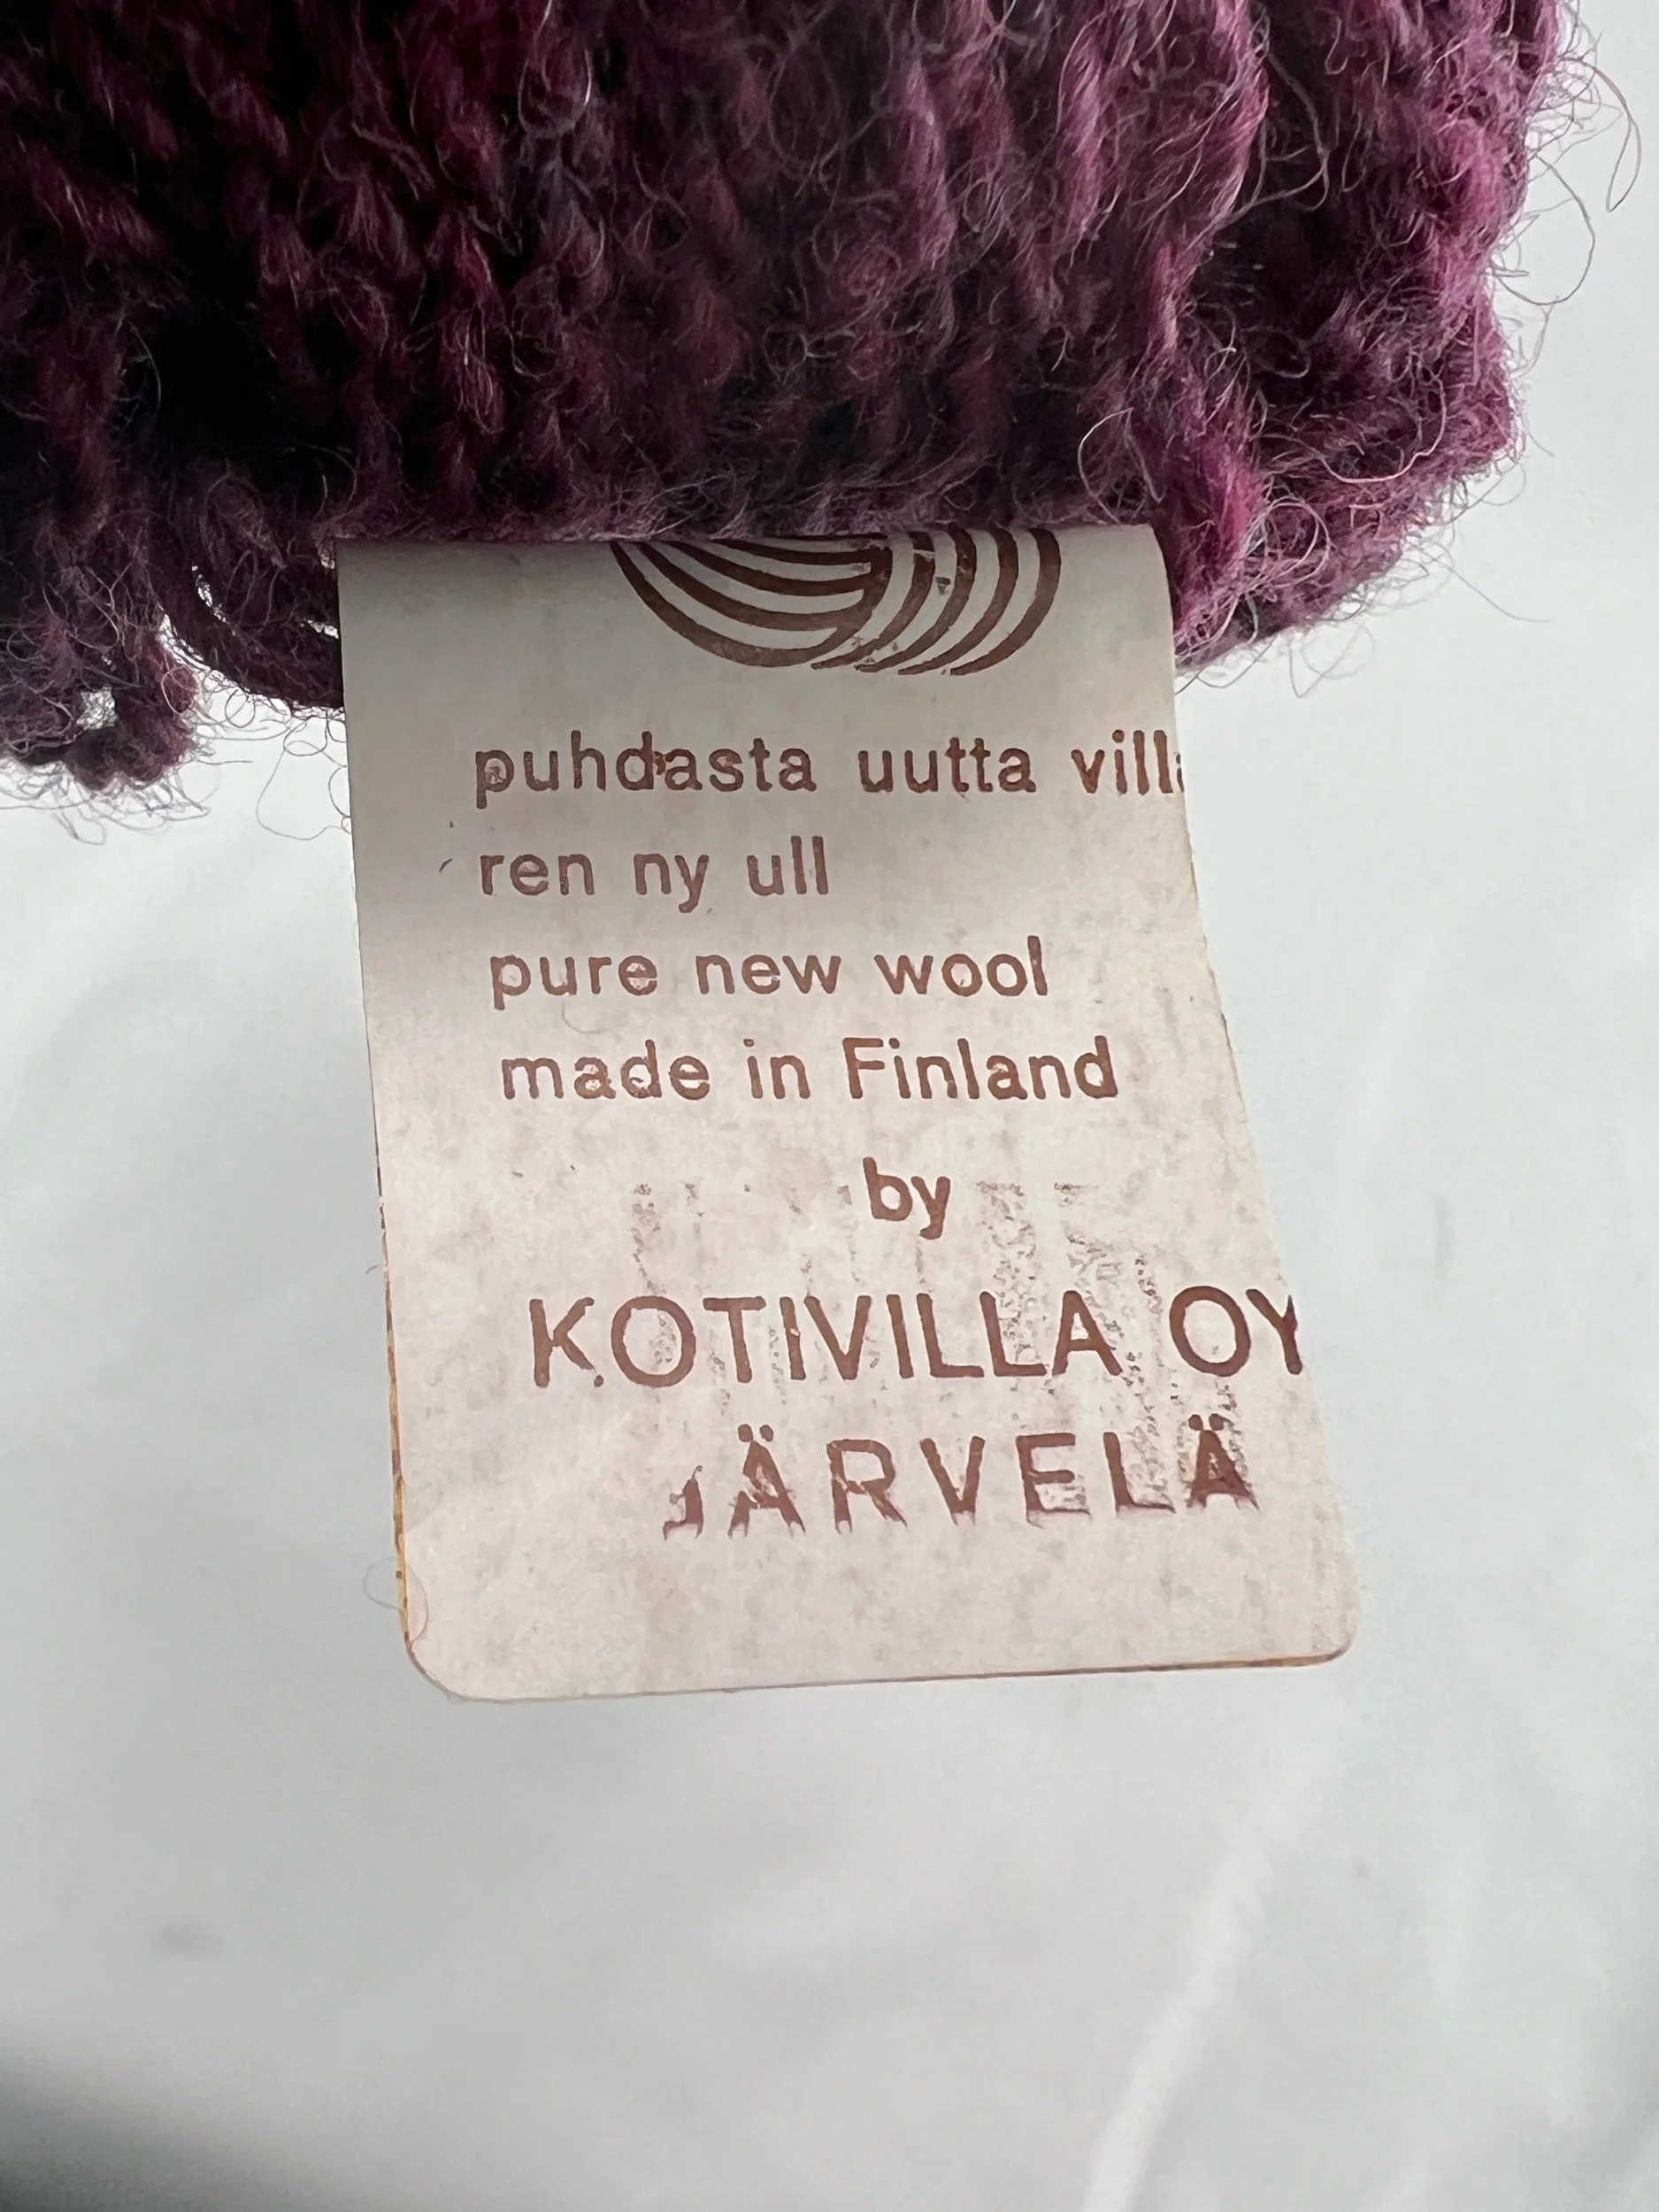 puhdasta uutta villa
ren ny ull
pure new wool
made in Finland
by
KOTIVILLA OY
JÄRVELÄ